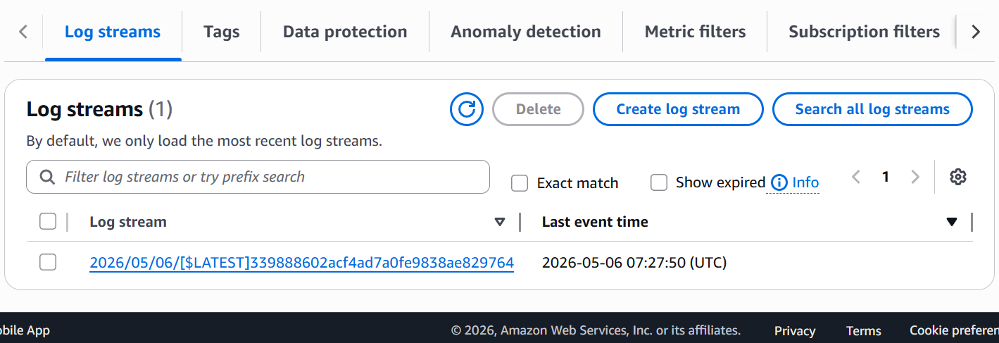 Log streams
Tags
Data protection
Anomaly detection
Metric filters
Subscription filters
Log streams (1)
Delete
Create log stream
Search all log streams
By default, we only load the most recent log streams.
Filter log streams or try prefix search
Exact match
Show expired
Info
1
Log stream
Last event time
2026/05/06/[$LATEST]339888602acf4ad7a0fe9838ae829764
2026-05-06 07:27:50 (UTC)
obile App
© 2026, Amazon Web Services, Inc. or its affiliates.
Privacy
Terms
Cookie preferen